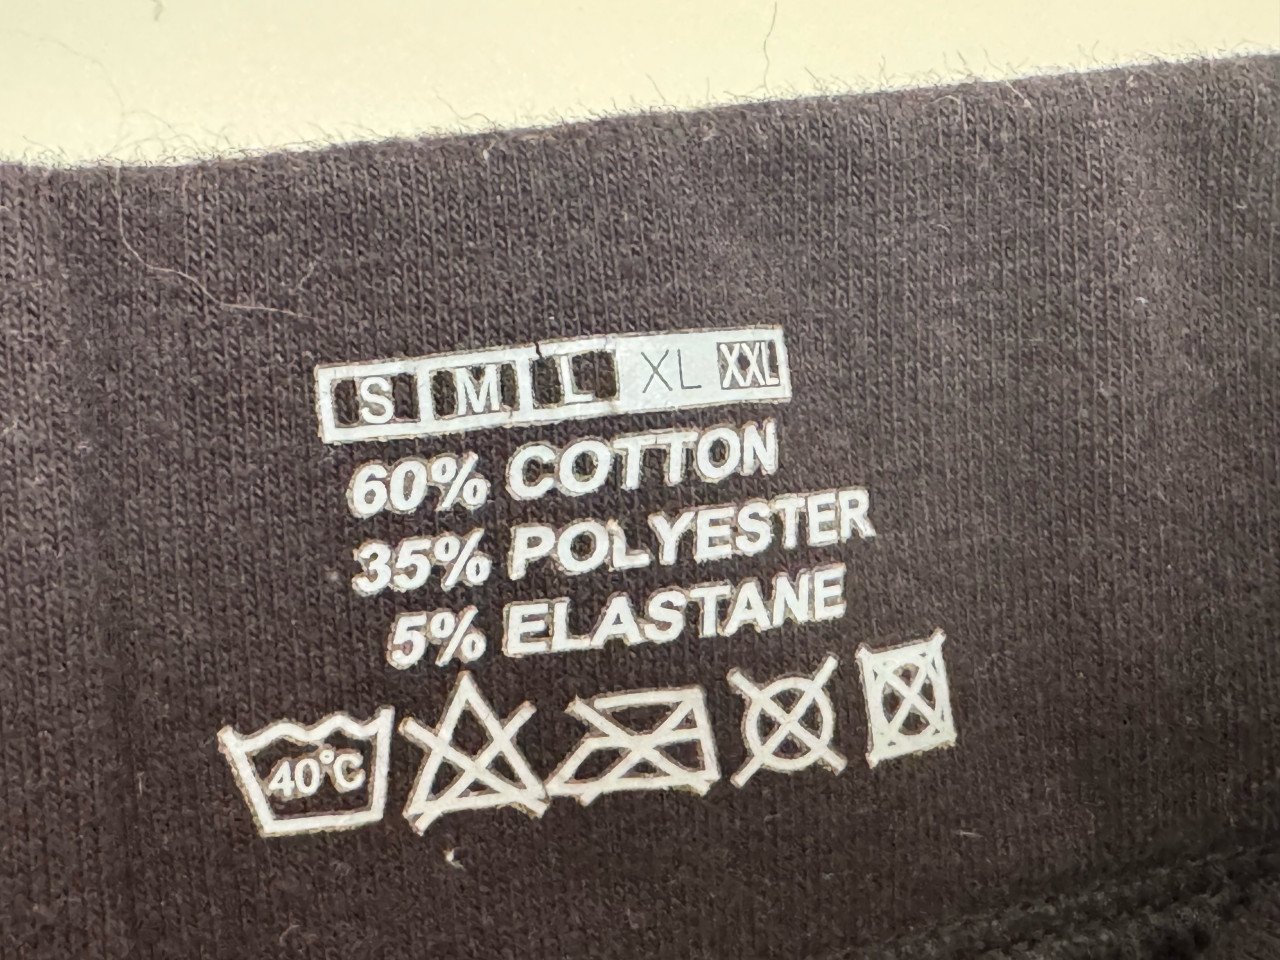 S M L XL XXL
60% COTTON
35% POLYESTER
5% ELASTANE
40°C